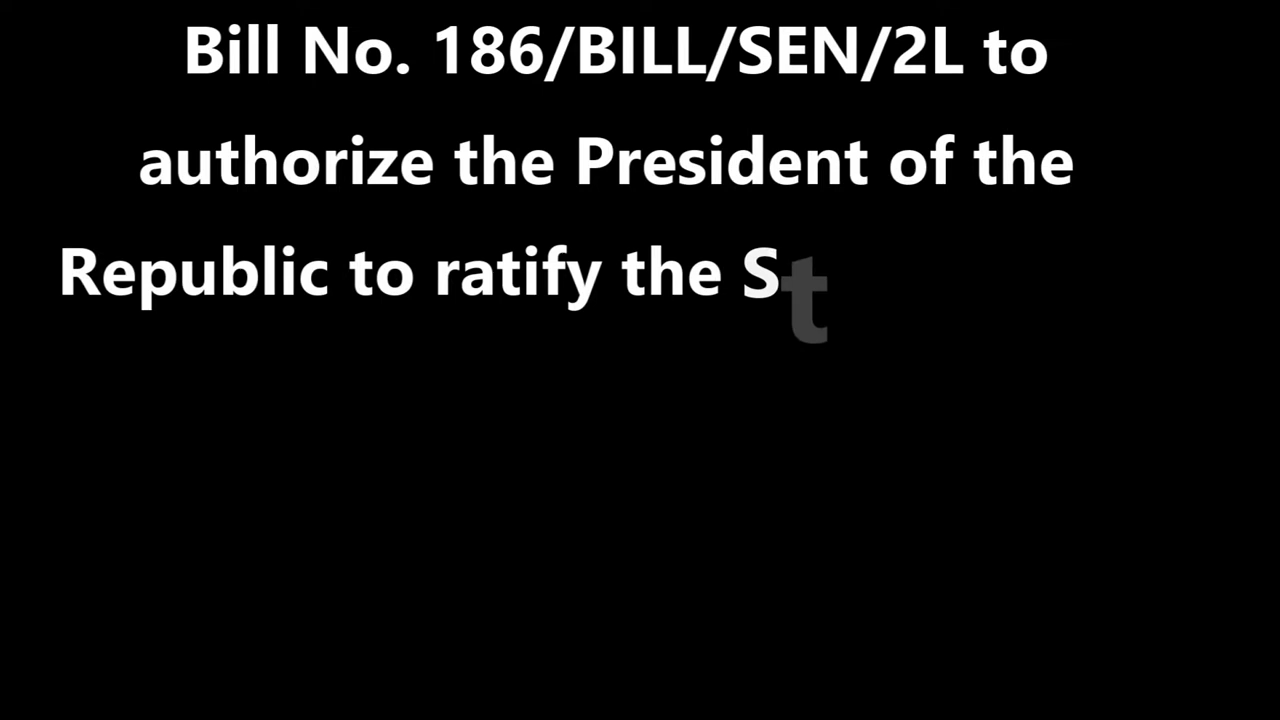 Bill No. 186/BILL/SEN/2L to
authorize the President of the
Republic to ratify the St